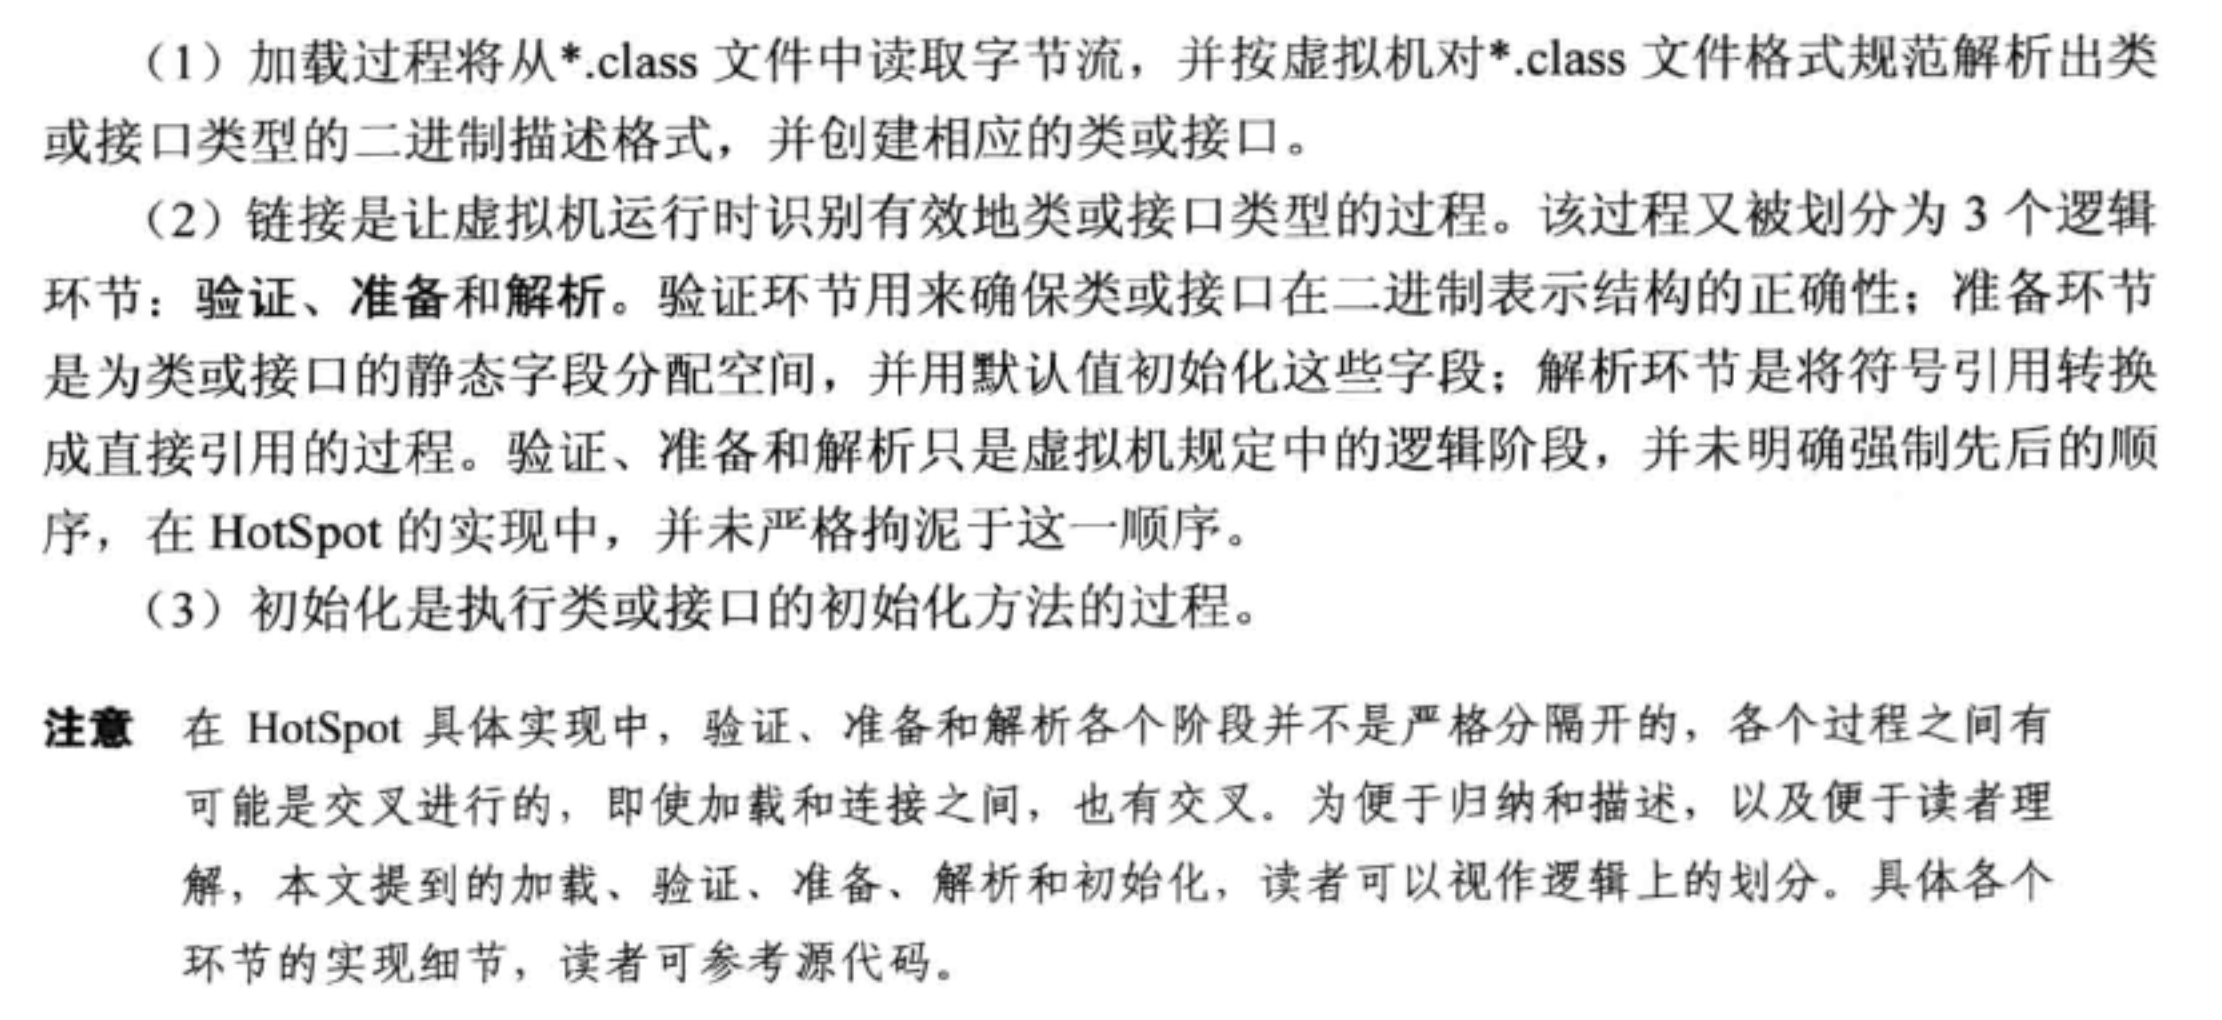 （1）加载过程将从*.class 文件中读取字节流，并按虚拟机对*.class 文件格式规范解析出类
或接口类型的二进制描述格式，并创建相应的类或接口。
（2）链接是让虚拟机运行时识别有效地类或接口类型的过程。该过程又被划分为 3 个逻辑
环节：验证、准备和解析。验证环节用来确保类或接口在二进制表示结构的正确性；准备环节
是为类或接口的静态字段分配空间，并用默认值初始化这些字段；解析环节是将符号引用转换
成直接引用的过程。验证、准备和解析只是虚拟机规定中的逻辑阶段，并未明确强制先后的顺
序，在 HotSpot 的实现中，并未严格拘泥于这一顺序。
（3）初始化是执行类或接口的初始化方法的过程。
注意 在 HotSpot 具体实现中，验证、准备和解析各个阶段并不是严格分隔开的，各个过程之间有
可能是交叉进行的，即使加载和连接之间，也有交叉。为便于归纳和描述，以及便于读者理
解，本文提到的加载、验证、准备、解析和初始化，读者可以视作逻辑上的划分。具体各个
环节的实现细节，读者可参考源代码。